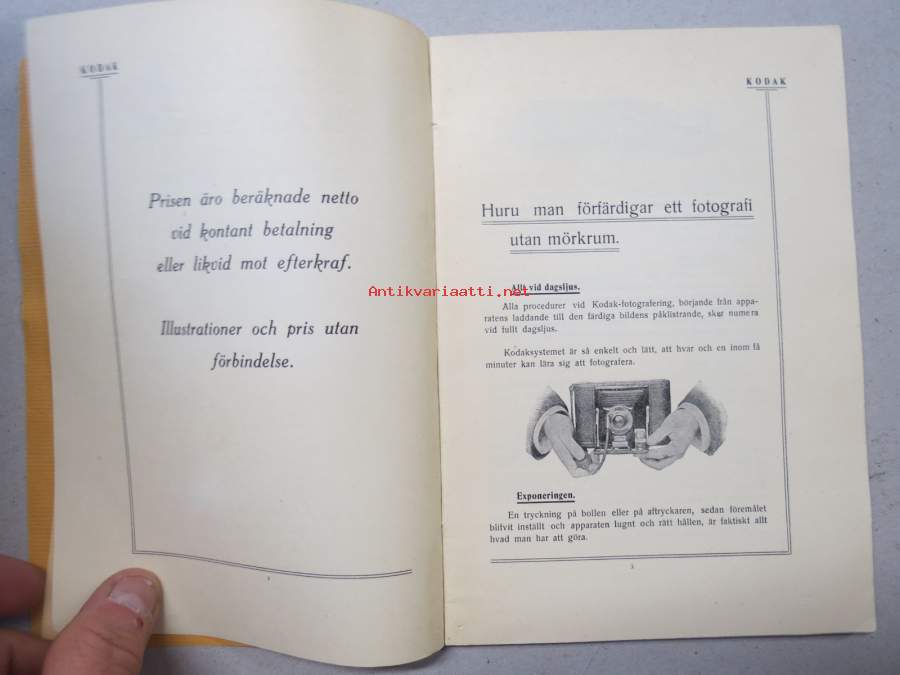 KODAK
Prisen äro beräknade netto
vid kontant betalning
eller likvid mot efterkraf.
Illustrationer och pris utan
förbindelse.
KODAK
Huru man förfärdigar ett fotografi
utan mörkrum.
Allt vid dagsljus.
Antikvariaatti.net
Alla procedurer vid Kodak-fotografering, börjande från appa-
ratens laddande till den färdiga bildens påklistrande, sker numera
vid fullt dagsljus.
Kodaksystemet är så enkelt och lätt, att hvar och en inom få
minuter kan lära sig att fotografera.
Exponeringen.
En tryckning på bollen eller på aftryckaren, sedan föremålet
blifvit inställt och apparaten lugnt och rätt hållen, är faktiskt allt
hvad man har att göra.